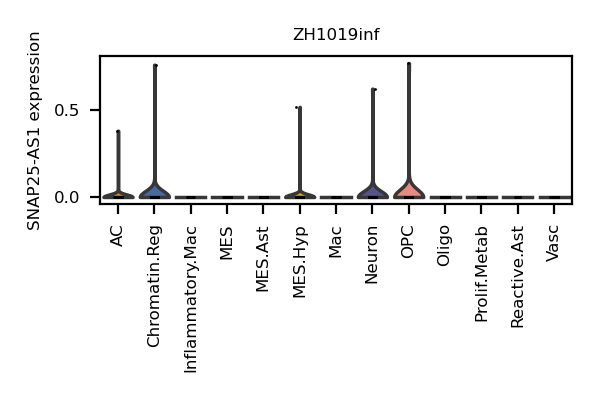 ZH1019inf
SNAP25-AS1 expression
0.5
0.0
AC
Chromatin.Reg
Inflammatory.Mac
MES
MES.Ast
MES.Hyp
Mac
Neuron
OPC
Oligo
Prolif.Metab
Reactive.Ast
Vasc